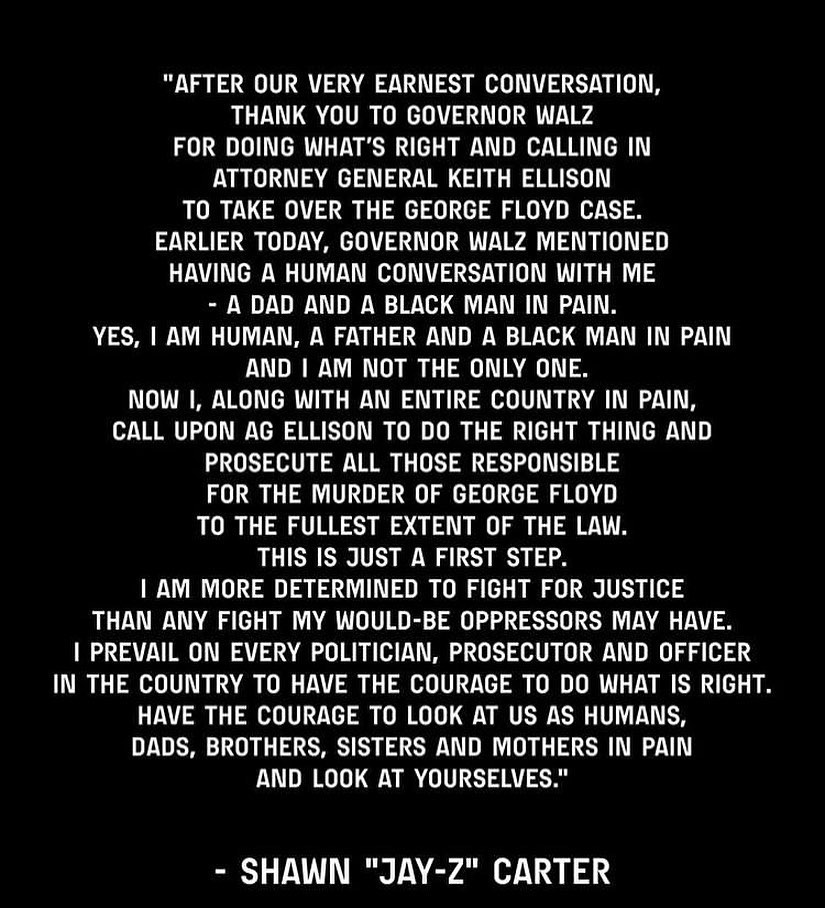 "AFTER OUR VERY EARNEST CONVERSATION,
THANK YOU TO GOVERNOR WALZ
FOR DOING WHAT'S RIGHT AND CALLING IN
ATTORNEY GENERAL KEITH ELLISON
TO TAKE OVER THE GEORGE FLOYD CASE.
EARLIER TODAY, GOVERNOR WALZ MENTIONED
HAVING A HUMAN CONVERSATION WITH ME
- A DAD AND A BLACK MAN IN PAIN.
YES, I AM HUMAN, A FATHER AND A BLACK MAN IN PAIN
AND I AM NOT THE ONLY ONE.
NOW I, ALONG WITH AN ENTIRE COUNTRY IN PAIN,
CALL UPON AG ELLISON TO DO THE RIGHT THING AND
PROSECUTE ALL THOSE RESPONSIBLE
FOR THE MURDER OF GEORGE FLOYD
TO THE FULLEST EXTENT OF THE LAW.
THIS IS JUST A FIRST STEP.
I AM MORE DETERMINED TO FIGHT FOR JUSTICE
THAN ANY FIGHT MY WOULD-BE OPPRESSORS MAY HAVE.
I PREVAIL ON EVERY POLITICIAN, PROSECUTOR AND OFFICER
IN THE COUNTRY TO HAVE THE COURAGE TO DO WHAT IS RIGHT.
HAVE THE COURAGE TO LOOK AT US AS HUMANS,
DADS, BROTHERS, SISTERS AND MOTHERS IN PAIN
AND LOOK AT YOURSELVES."
- SHAWN "JAY-Z" CARTER